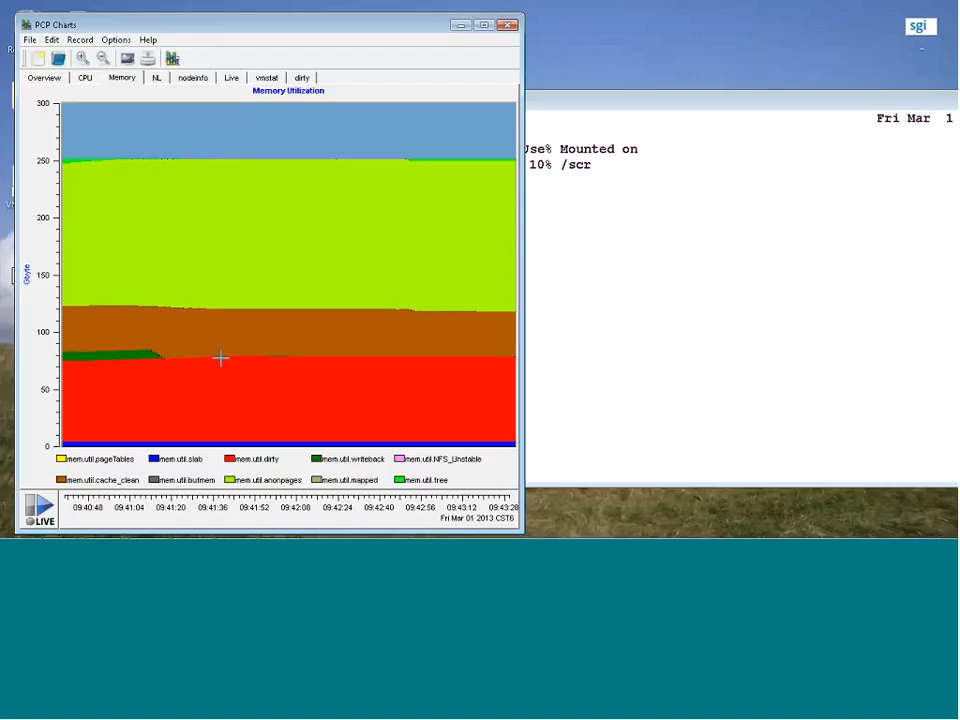 PCP Charts
sgi
File Edit Record Options Help
Overview CPU Memory NL nodeinfo Live vmstat dirty
Memory Utilization
300
250
200
150
100
50
0
Gbyte
Fri Mar 1
Use% Mounted on
10% /scr
mem.util.pageTables mem.util.slab mem.util.dirty mem.util.writeback mem.util.NFS_Unstable
mem.util.cache_clean mem.util.bufmem mem.util.anonpages mem.util.mapped mem.util.free
LIVE
09:40:48 09:41:04 09:41:20 09:41:36 09:41:52 09:42:08 09:42:24 09:42:40 09:42:56 09:43:12 09:43:28
Fri Mar 01 2013 CST6